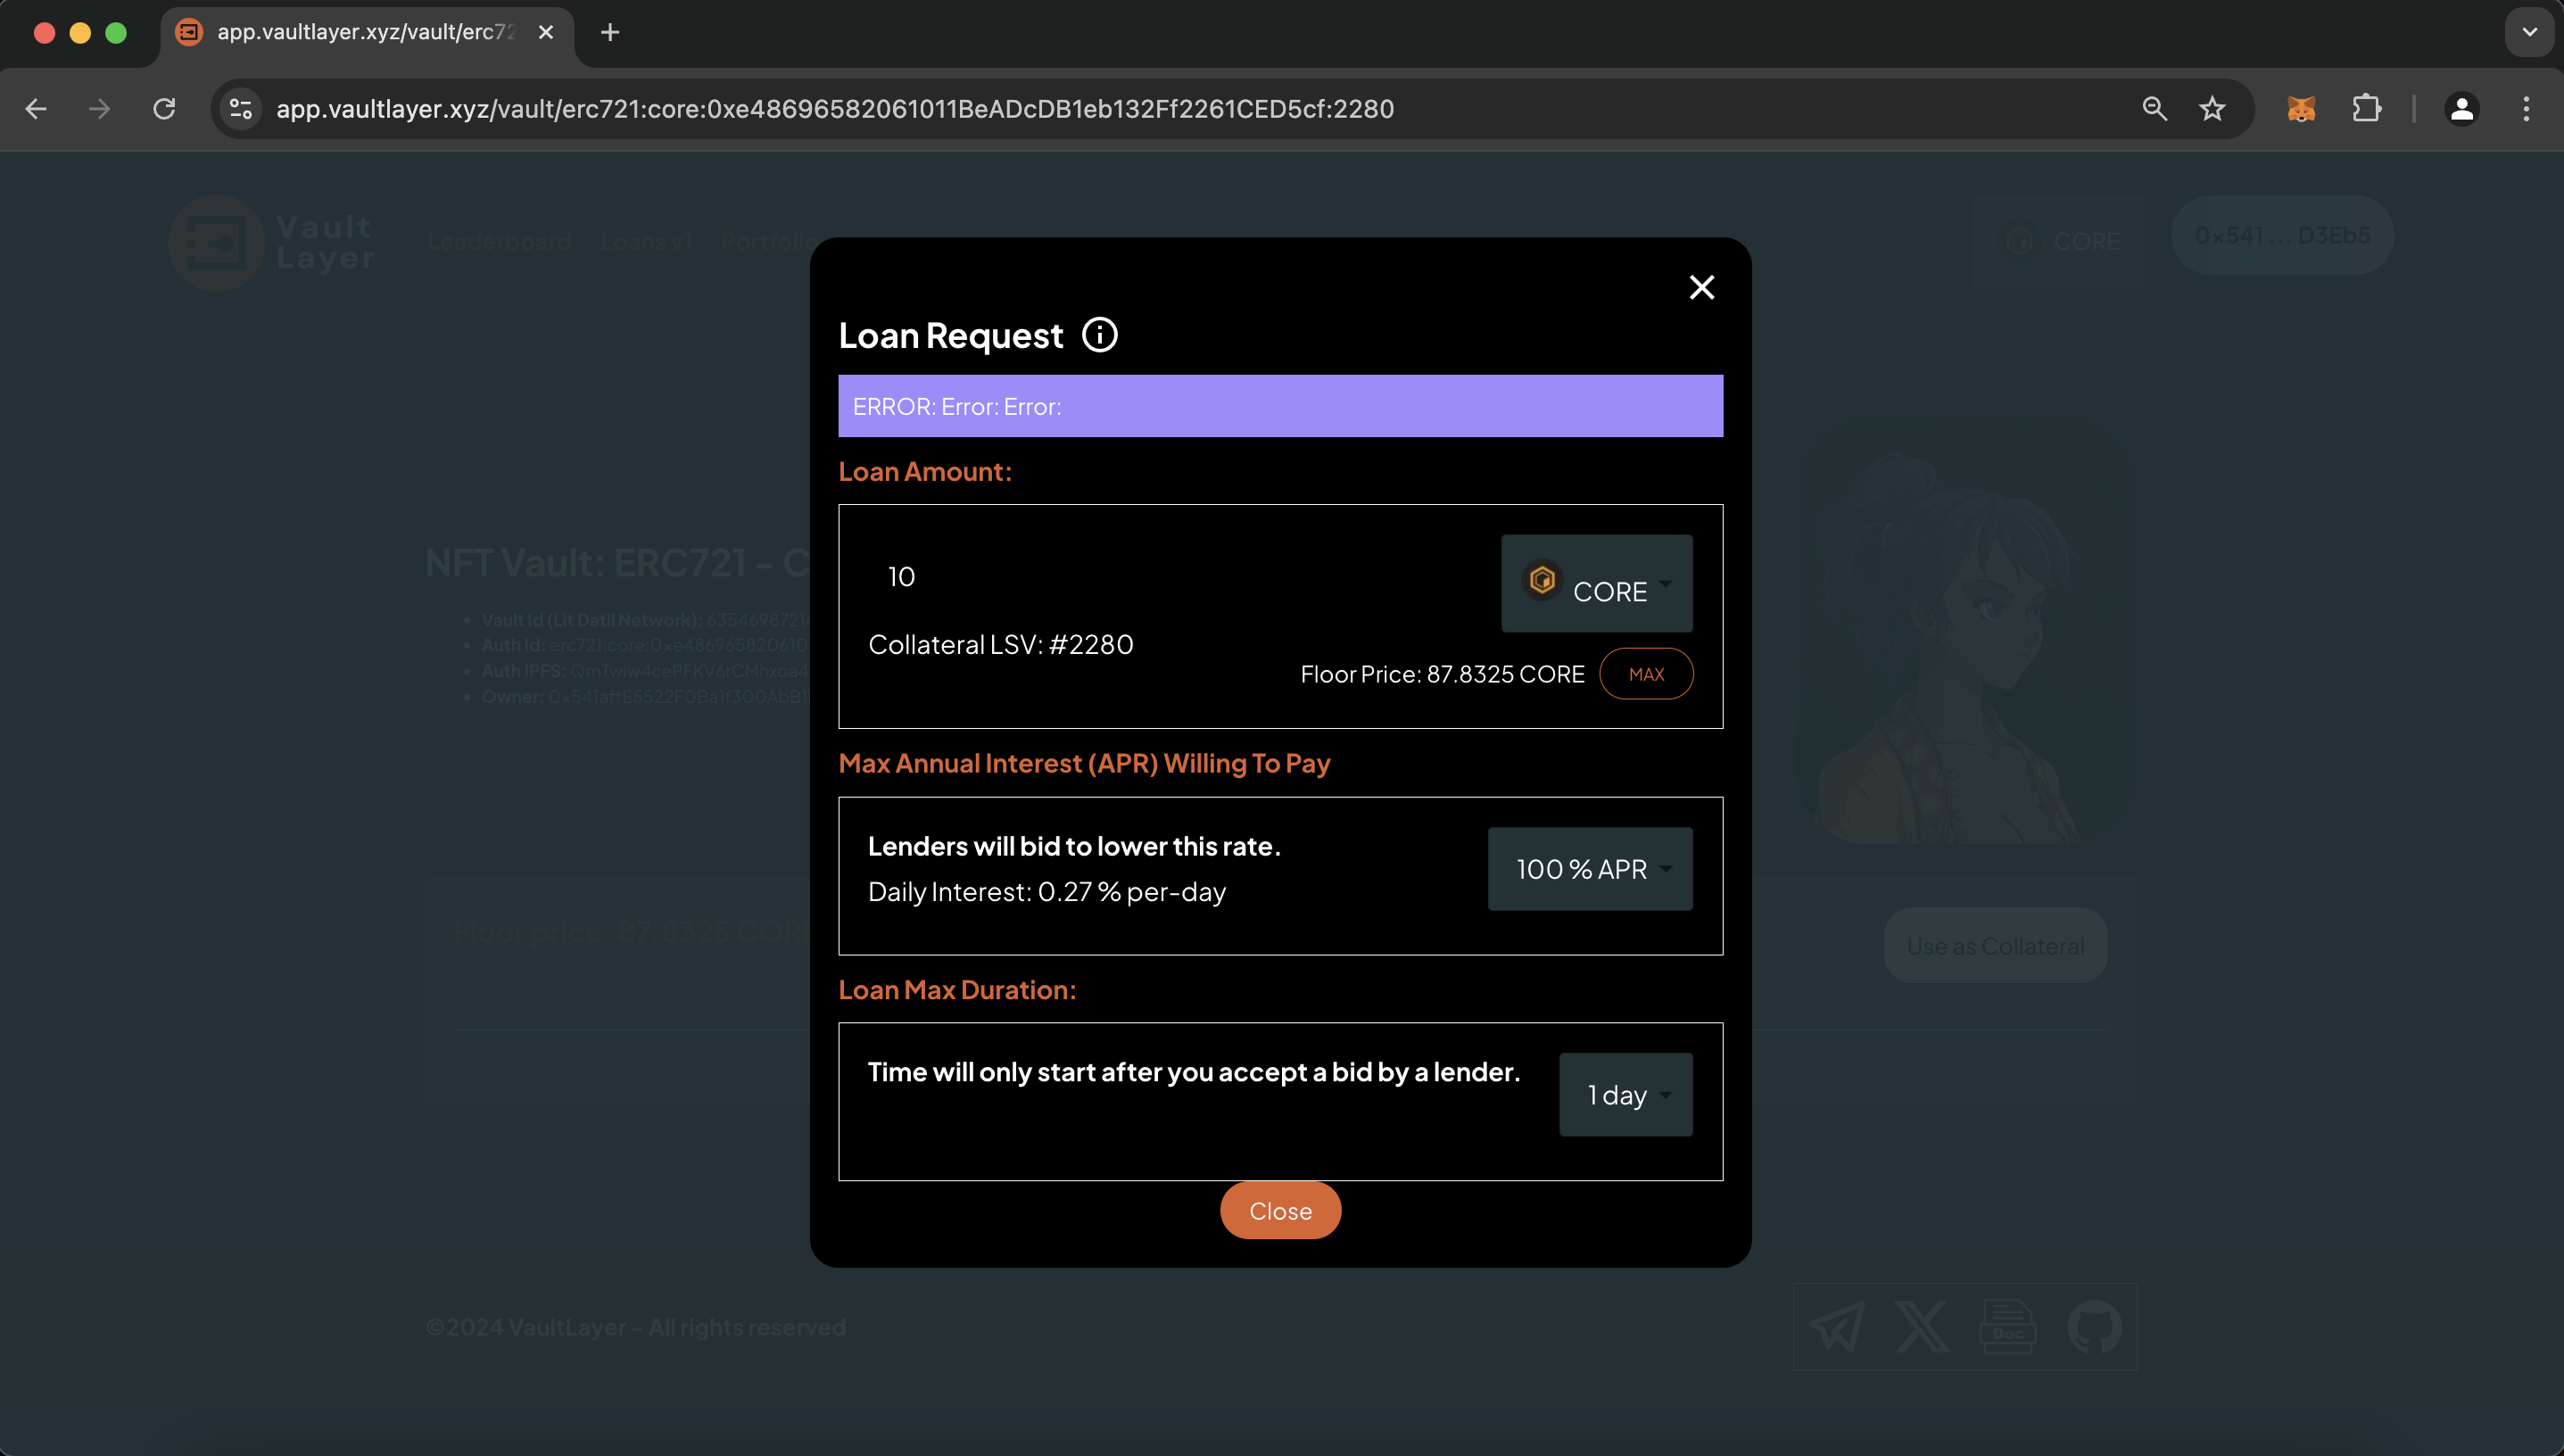 app.vaultlayer.xyz/vault/erc72
app.vaultlayer.xyz/vault/erc721:core:0xe48696582061011BeADcDB1eb132Ff2261CED5cf:2280
Vault
Layer
Leaderboard
Loans v1
Portfolio
CORE
0x541 ... D3Eb5
Loan Request
ERROR: Error: Error:
Loan Amount:
10
CORE
Collateral LSV: #2280
Floor Price: 87.8325 CORE
MAX
Max Annual Interest (APR) Willing To Pay
Lenders will bid to lower this rate.
100 % APR
Daily Interest: 0.27 % per-day
Loan Max Duration:
Time will only start after you accept a bid by a lender.
1 day
Close
NFT Vault: ERC721 - C
Vault Id (Lit Datil Network):
Auth Id: erc721:core:0xe486965820610
Auth IPFS:
Owner:
Floor price: 87.8325 COR
Use as Collateral
©2024 VaultLayer - All rights reserved
Doc